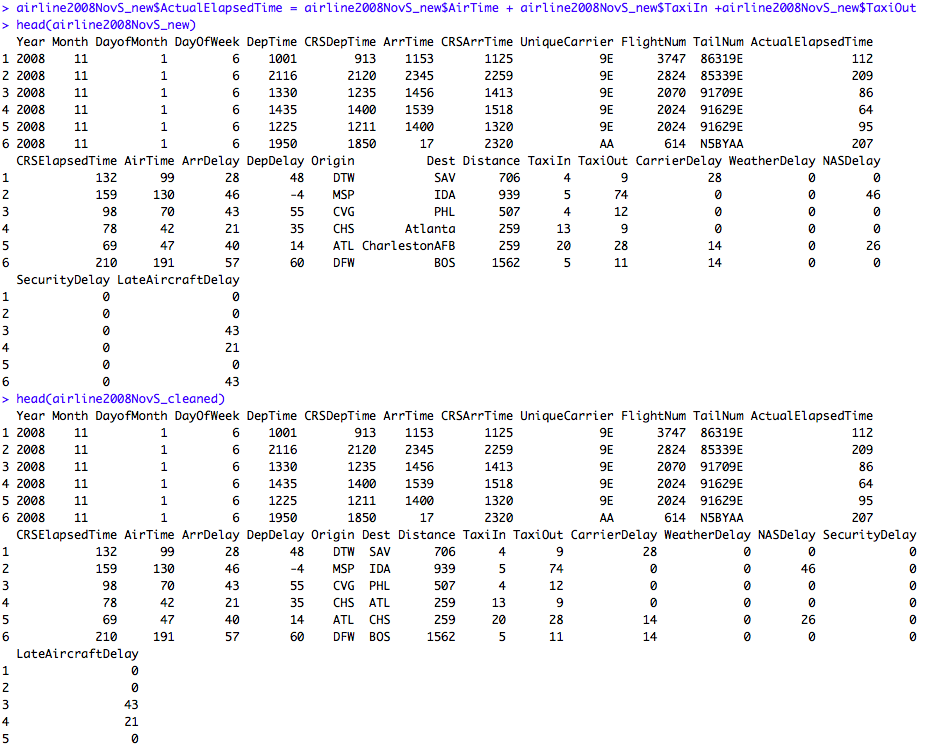 > airline2008NovS_new$ActualElapsedTime = airline2008NovS_new$AirTime + airline2008NovS_new$TaxiIn +airline2008NovS_new$TaxiOut
> head(airline2008NovS_new)
  Year Month DayofMonth DayOfWeek DepTime CRSDepTime ArrTime CRSArrTime UniqueCarrier FlightNum TailNum ActualElapsedTime
1 2008    11          1         6    1001        913    1153       1125            9E      3747  86319E               112
2 2008    11          1         6    2116       2120    2345       2259            9E      2824  85339E               209
3 2008    11          1         6    1330       1235    1456       1413            9E      2070  91709E                86
4 2008    11          1         6    1435       1400    1539       1518            9E      2024  91629E                64
5 2008    11          1         6    1225       1211    1400       1320            9E      2024  91629E                95
6 2008    11          1         6    1950       1850      17       2320            AA       614  N5BYAA               207
  CRSElapsedTime AirTime ArrDelay DepDelay Origin          Dest Distance TaxiIn TaxiOut CarrierDelay WeatherDelay NASDelay
1            132      99       28       48    DTW           SAV      706      4       9           28            0        0
2            159     130       46       -4    MSP           IDA      939      5      74            0            0       46
3             98      70       43       55    CVG           PHL      507      4      12            0            0        0
4             78      42       21       35    CHS       Atlanta      259     13       9            0            0        0
5             69      47       40       14    ATL CharlestonAFB      259     20      28           14            0       26
6            210     191       57       60    DFW           BOS     1562      5      11           14            0        0
  SecurityDelay LateAircraftDelay
1             0                 0
2             0                 0
3             0                43
4             0                21
5             0                 0
6             0                43
> head(airline2008NovS_cleaned)
  Year Month DayofMonth DayOfWeek DepTime CRSDepTime ArrTime CRSArrTime UniqueCarrier FlightNum TailNum ActualElapsedTime
1 2008    11          1         6    1001        913    1153       1125            9E      3747  86319E               112
2 2008    11          1         6    2116       2120    2345       2259            9E      2824  85339E               209
3 2008    11          1         6    1330       1235    1456       1413            9E      2070  91709E                86
4 2008    11          1         6    1435       1400    1539       1518            9E      2024  91629E                64
5 2008    11          1         6    1225       1211    1400       1320            9E      2024  91629E                95
6 2008    11          1         6    1950       1850      17       2320            AA       614  N5BYAA               207
  CRSElapsedTime AirTime ArrDelay DepDelay Origin Dest Distance TaxiIn TaxiOut CarrierDelay WeatherDelay NASDelay SecurityDelay
1            132      99       28       48    DTW  SAV      706      4       9           28            0        0             0
2            159     130       46       -4    MSP  IDA      939      5      74            0            0       46             0
3             98      70       43       55    CVG  PHL      507      4      12            0            0        0             0
4             78      42       21       35    CHS  ATL      259     13       9            0            0        0             0
5             69      47       40       14    ATL  CHS      259     20      28           14            0       26             0
6            210     191       57       60    DFW  BOS     1562      5      11           14            0        0             0
  LateAircraftDelay
1                 0
2                 0
3                43
4                21
5                 0